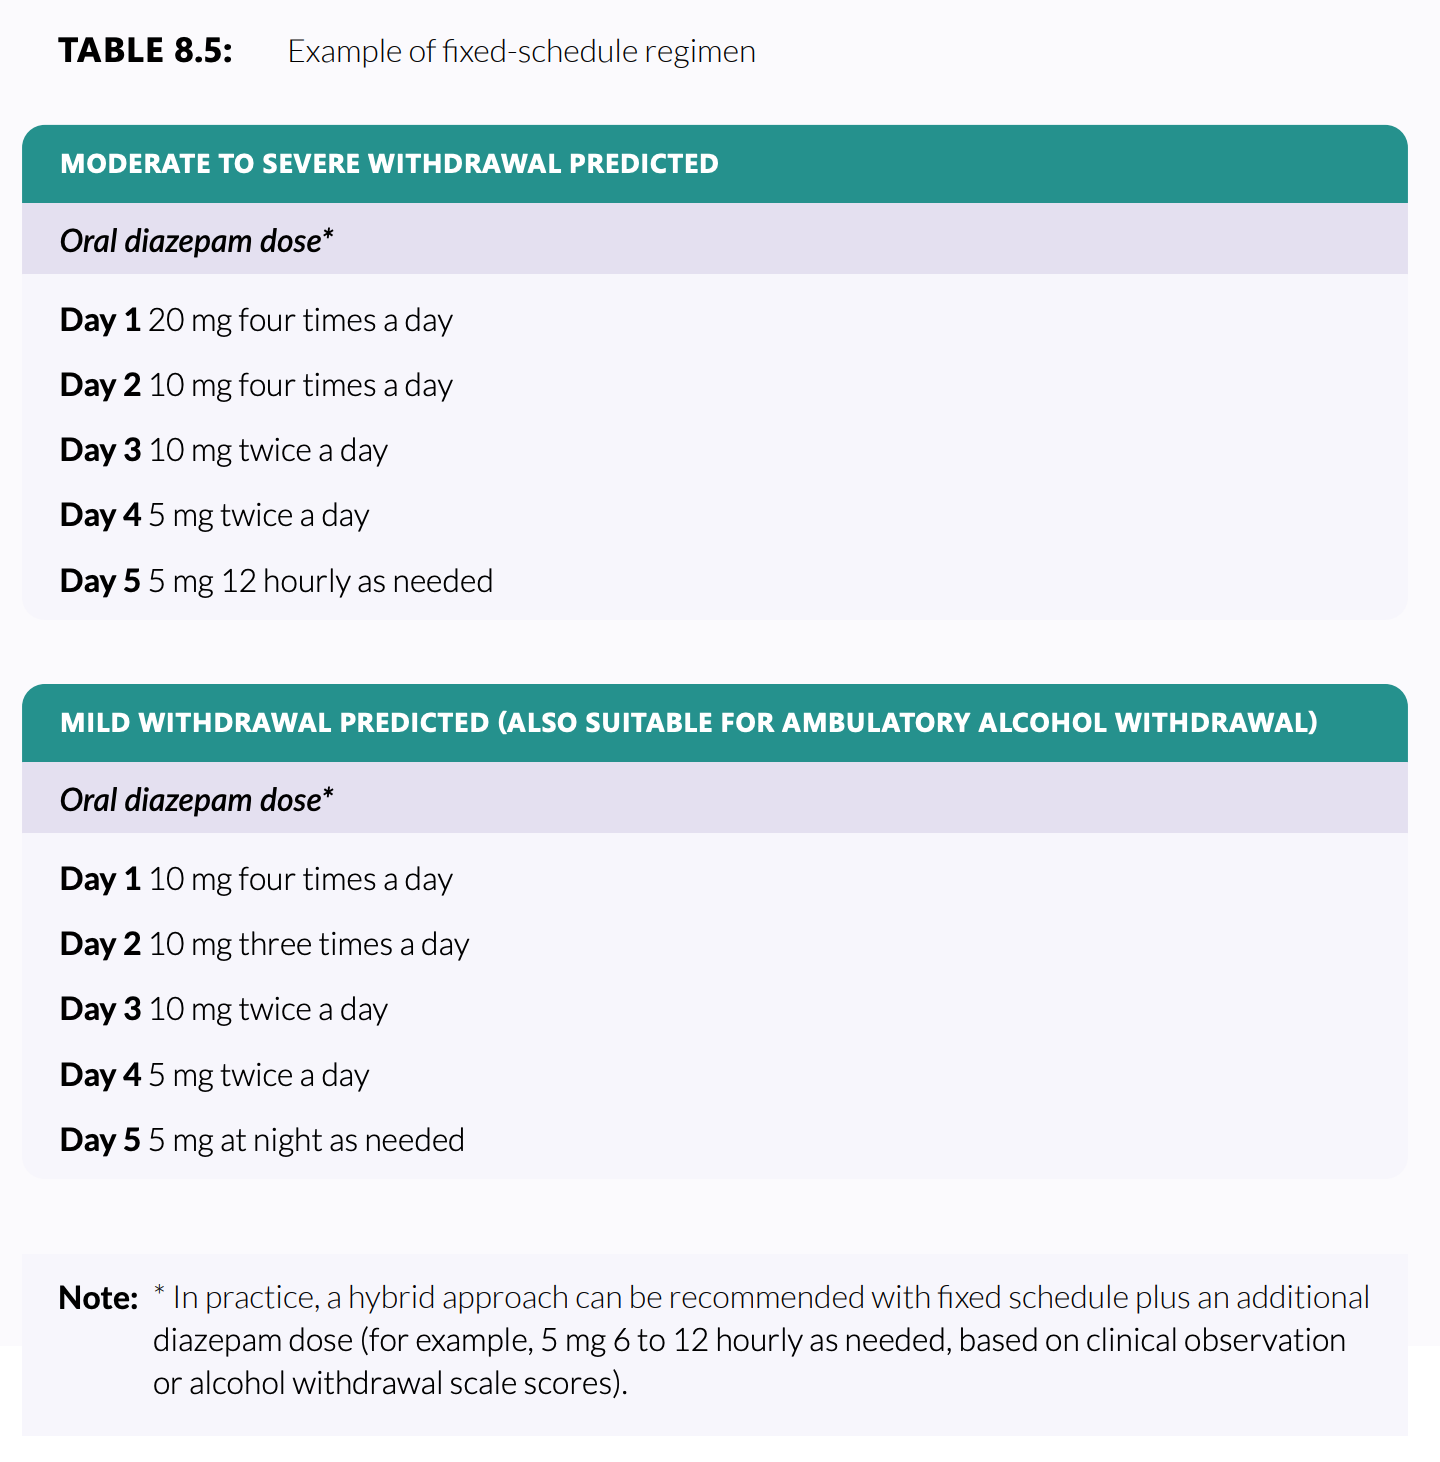 TABLE 8.5: Example of fixed-schedule regimen
MODERATE TO SEVERE WITHDRAWAL PREDICTED
Oral diazepam dose*
Day 1 20 mg four times a day
Day 2 10 mg four times a day
Day 3 10 mg twice a day
Day 4 5 mg twice a day
Day 5 5 mg 12 hourly as needed
MILD WITHDRAWAL PREDICTED (ALSO SUITABLE FOR AMBULATORY ALCOHOL WITHDRAWAL)
Oral diazepam dose*
Day 1 10 mg four times a day
Day 2 10 mg three times a day
Day 3 10 mg twice a day
Day 4 5 mg twice a day
Day 5 5 mg at night as needed
Note: * In practice, a hybrid approach can be recommended with fixed schedule plus an additional
diazepam dose (for example, 5 mg 6 to 12 hourly as needed, based on clinical observation
or alcohol withdrawal scale scores).